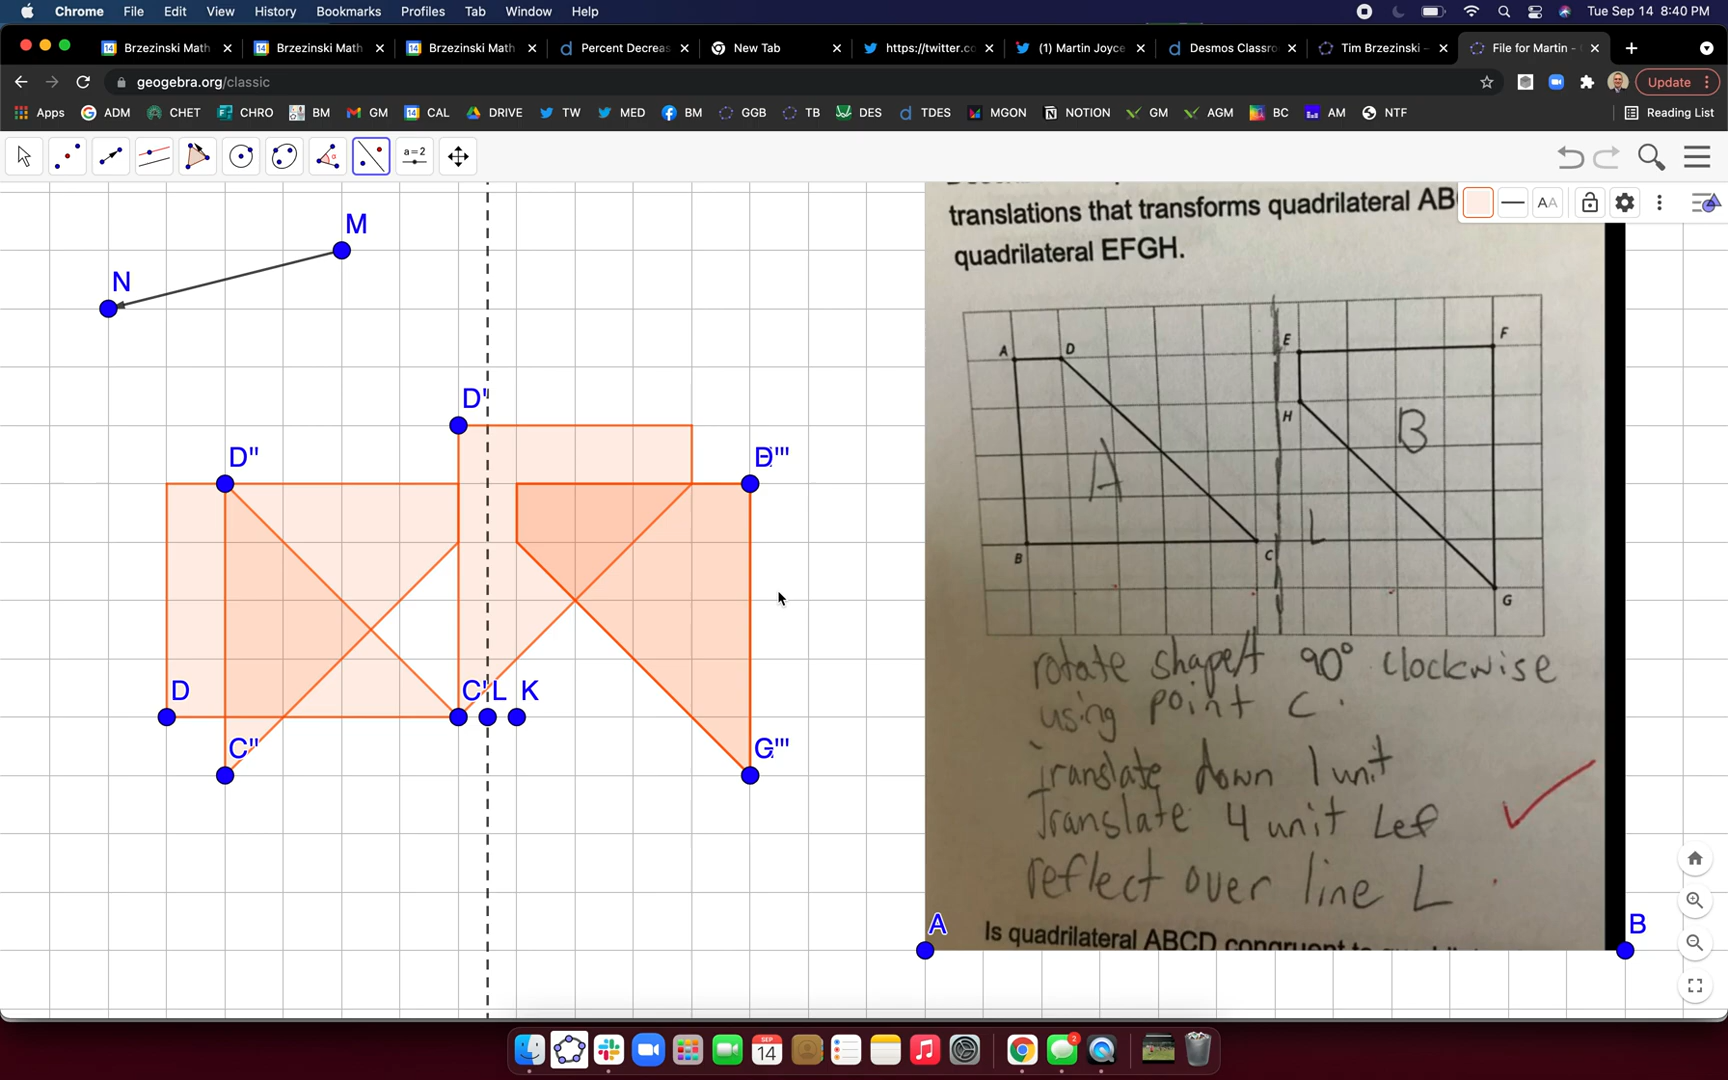 Chrome File Edit View History Bookmarks Profiles Tab Window Help Tue Sep 14 8:40 PM
Brzezinski Math Brzezinski Math Brzezinski Math Percent Decreas New Tab https://twitter.co (1) Martin Joyce Desmos Classro Tim Brzezinski - File for Martin -
geogebra.org/classic Update
Apps ADM CHET CHRO BM GM CAL DRIVE TW MED BM GGB TB DES TDES MGON NOTION GM AGM BC AM NTF Reading List
a=2
AA
translations that transforms quadrilateral AB
quadrilateral EFGH.
M
N
D'
D"
D'''
D
C' L K
C"
G'''
A D E F
H
A B
B C L
G
rotate shape A 90° clockwise
using point C.
translate down 1 unit
Translate 4 unit Lef
reflect over line L
Is quadrilateral ABCD congruent to
A B
14
2